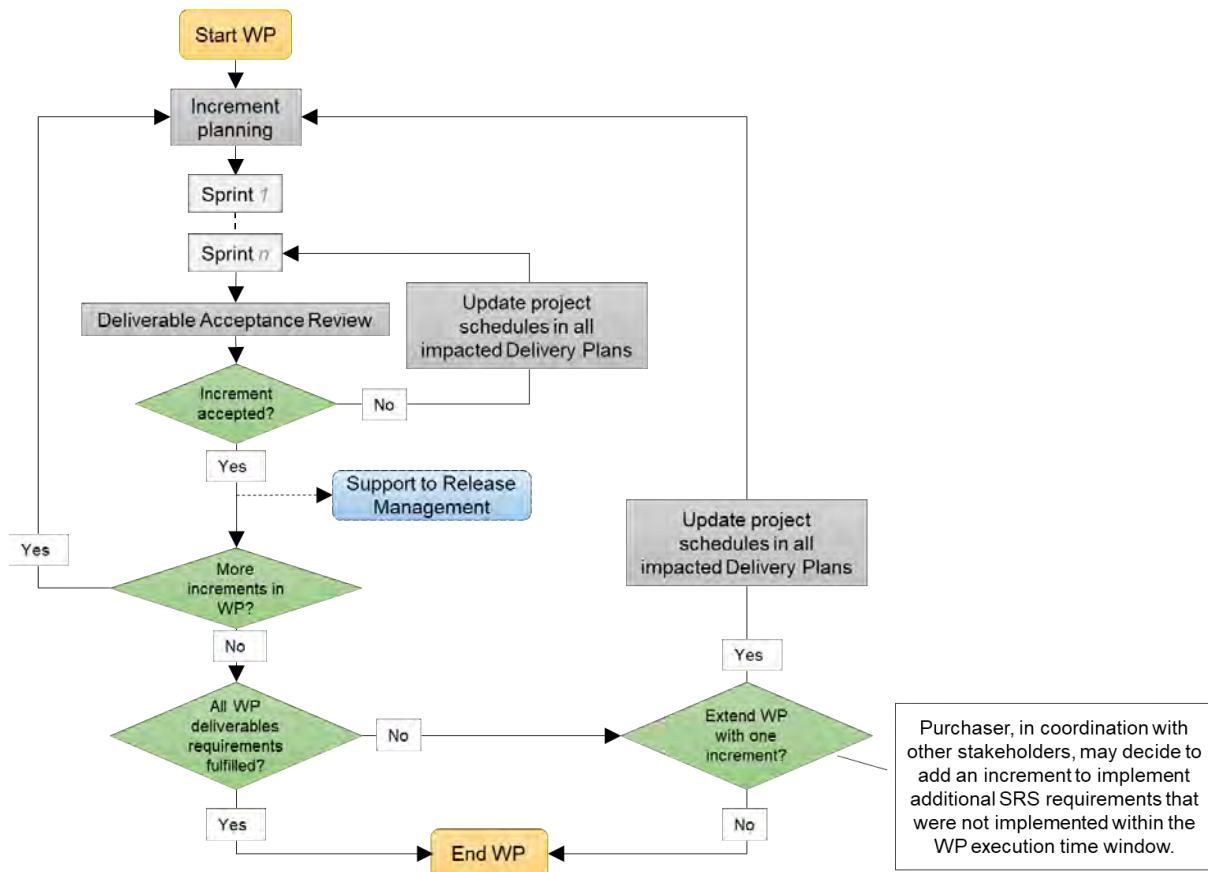 Start WP
Increment
planning
Sprint 1
Sprint n
Deliverable Acceptance Review
Update project
schedules in all
impacted Delivery Plans
Increment
accepted?
No
Yes
Support to Release
Management
Update project
schedules in all
impacted Delivery Plans
Yes
More
increments in
WP?
No
Yes
All WP
deliverables
requirements
fulfilled?
No
Extend WP
with one
increment?
Purchaser, in coordination with
other stakeholders, may decide to
add an increment to implement
additional SRS requirements that
were not implemented within the
WP execution time window.
Yes
No
End WP